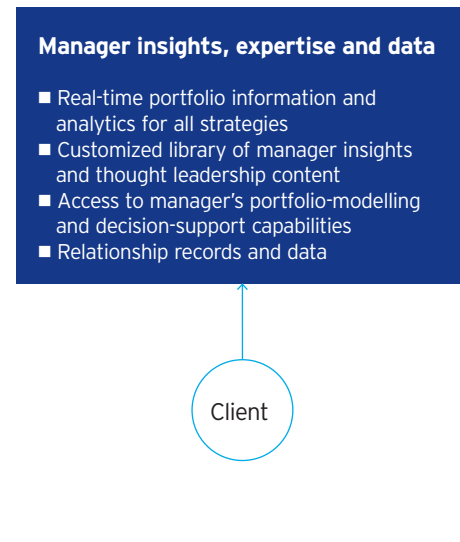 Manager insights, expertise and data
■ Real-time portfolio information and
analytics for all strategies
■ Customized library of manager insights
and thought leadership content
■ Access to manager's portfolio-modelling
and decision-support capabilities
■ Relationship records and data
Client